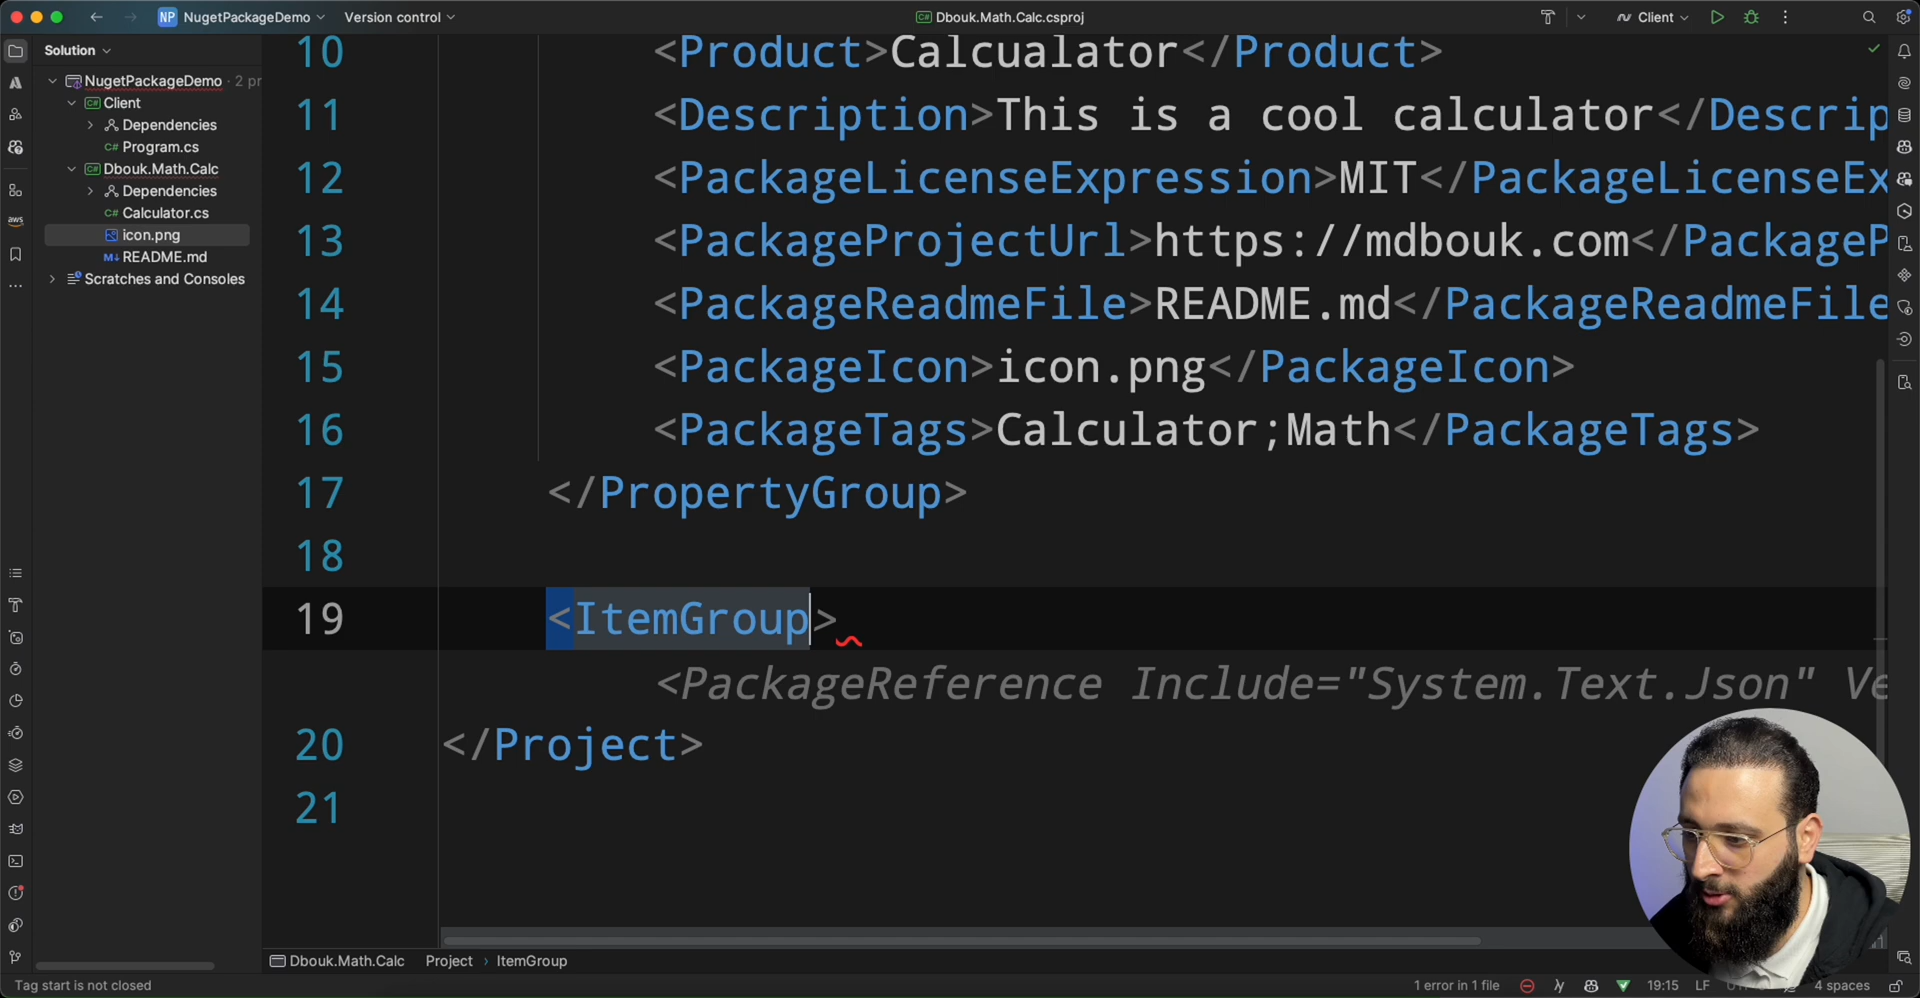 NP NugetPackageDemo Version control Dbouk.Math.Calc.csproj Client
Solution
NugetPackageDemo · 2 pr
Client
Dependencies
C# Program.cs
Dbouk.Math.Calc
Dependencies
C# Calculator.cs
icon.png
M↓ README.md
Scratches and Consoles
aws
10 <Product>Calcualator</Product>
11 <Description>This is a cool calculator</Descrip
12 <PackageLicenseExpression>MIT</PackageLicenseEx
13 <PackageProjectUrl>https://mdbouk.com</PackageP
14 <PackageReadmeFile>README.md</PackageReadmeFile
15 <PackageIcon>icon.png</PackageIcon>
16 <PackageTags>Calculator;Math</PackageTags>
17 </PropertyGroup>
18
19 <ItemGroup>
<PackageReference Include="System.Text.Json" Ve
20 </Project>
21
Dbouk.Math.Calc Project › ItemGroup
Tag start is not closed 1 error in 1 file 19:15 LF 4 spaces